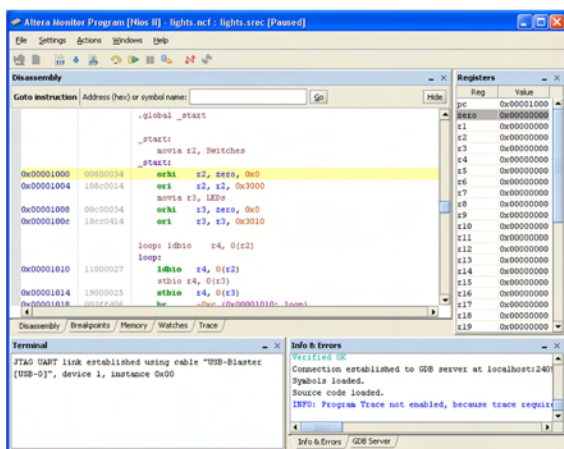 Altera Monitor Program [Nios II] - lights.ncf : lights.srec [Paused]
File Settings Actions Windows Help
Disassembly
Goto instruction Address (hex) or symbol name: Go Hide
.global _start
_start:
movia r2, Switches
_start:
0x00001000 00800034 orhi r2, zero, 0x0
0x00001004 108c0014 ori r2, r2, 0x3000
movia r3, LEDs
0x00001008 00c00034 orhi r3, zero, 0x0
0x0000100c 18cc0414 ori r3, r3, 0x3010
loop: ldbio r4, 0(r2)
loop:
0x00001010 11000027 ldbio r4, 0(r2)
stbio r4, 0(r3)
0x00001014 19000025 stbio r4, 0(r3)
0x00001018 003ff406 br -0xc (0x00001010: loop)
Disassembly Breakpoints Memory Watches Trace
Registers
Reg Value
pc 0x00001000
zero 0x00000000
r1 0x00000000
r2 0x00000000
r3 0x00000000
r4 0x00000000
r5 0x00000000
r6 0x00000000
r7 0x00000000
r8 0x00000000
r9 0x00000000
r10 0x00000000
r11 0x00000000
r12 0x00000000
r13 0x00000000
r14 0x00000000
r15 0x00000000
r16 0x00000000
r17 0x00000000
r18 0x00000000
r19 0x00000000
Terminal
JTAG UART link established using cable "USB-Blaster
[USB-0]", device 1, instance 0x00
Info & Errors
Verified OK
Connection established to GDB server at localhost:240
Symbols loaded.
Source code loaded.
INFO: Program Trace not enabled, because trace requir
Info & Errors GDB Server